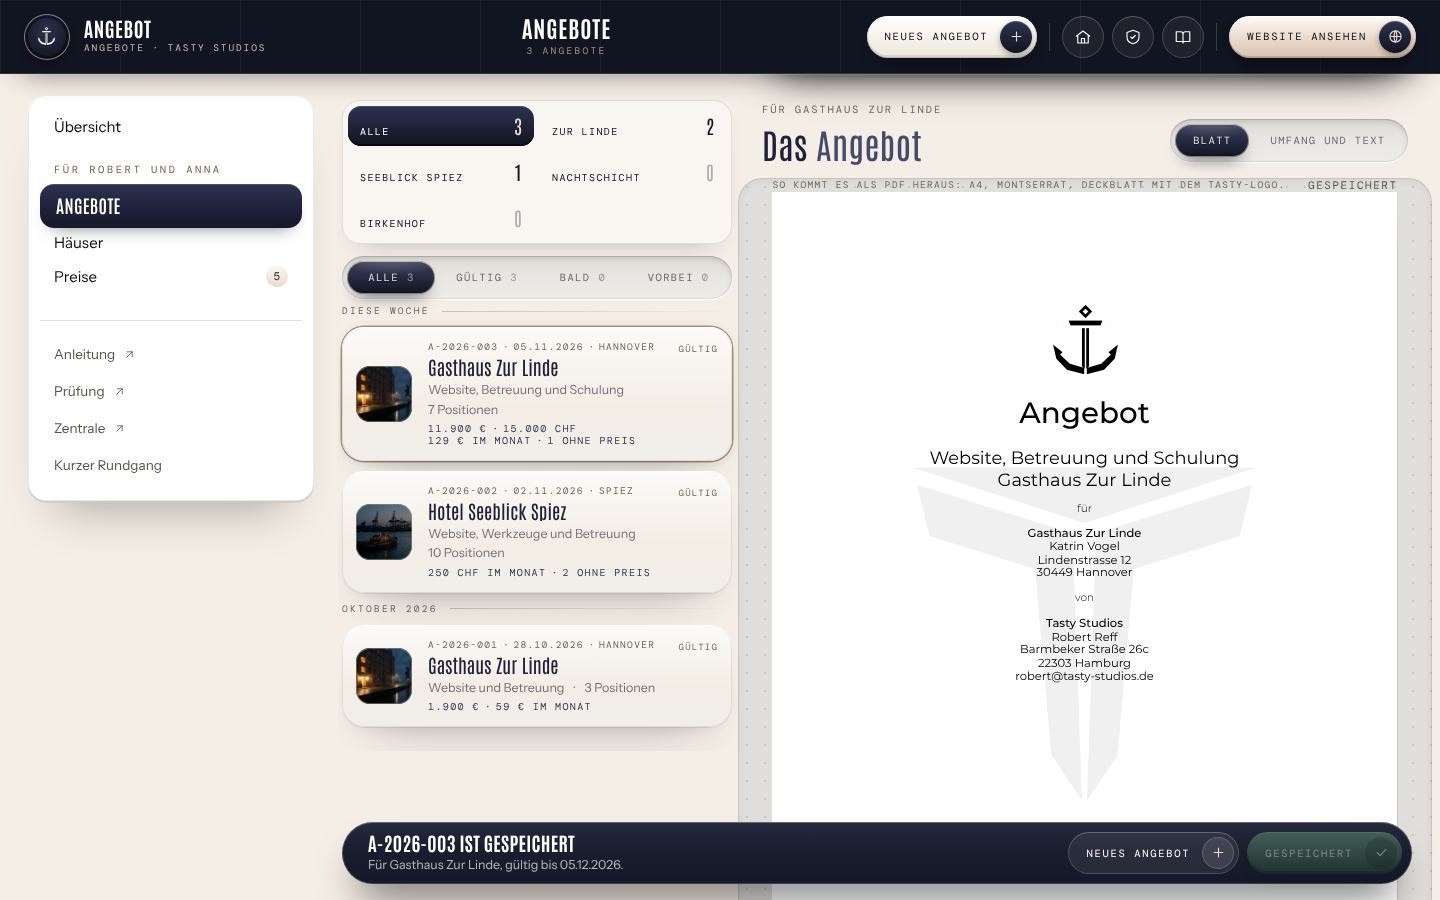 ANGEBOT
ANGEBOTE · TASTY STUDIOS
ANGEBOTE
3 ANGEBOTE
NEUES ANGEBOT
WEBSITE ANSEHEN
Übersicht
FÜR ROBERT UND ANNA
ANGEBOTE
Häuser
Preise 5
Anleitung
Prüfung
Zentrale
Kurzer Rundgang
ALLE 3
ZUR LINDE 2
SEEBLICK SPIEZ 1
NACHTSCHICHT 0
BIRKENHOF 0
ALLE 3
GÜLTIG 3
BALD 0
VORBEI 0
DIESE WOCHE
A-2026-003 · 05.11.2026 · HANNOVER
GÜLTIG
Gasthaus Zur Linde
Website, Betreuung und Schulung
7 Positionen
11.900 € · 15.000 CHF
129 € IM MONAT · 1 OHNE PREIS
A-2026-002 · 02.11.2026 · SPIEZ
GÜLTIG
Hotel Seeblick Spiez
Website, Werkzeuge und Betreuung
10 Positionen
250 CHF IM MONAT · 2 OHNE PREIS
OKTOBER 2026
A-2026-001 · 28.10.2026 · HANNOVER
GÜLTIG
Gasthaus Zur Linde
Website und Betreuung · 3 Positionen
1.900 € · 59 € IM MONAT
FÜR GASTHAUS ZUR LINDE
Das Angebot
BLATT
UMFANG UND TEXT
SO KOMMT ES ALS PDF HERAUS: A4, MONTSERRAT, DECKBLATT MIT DEM TASTY-LOGO.
GESPEICHERT
Angebot
Website, Betreuung und Schulung
Gasthaus Zur Linde
für
Gasthaus Zur Linde
Katrin Vogel
Lindenstrasse 12
30449 Hannover
von
Tasty Studios
Robert Reff
Barmbeker Straße 26c
22303 Hamburg
robert@tasty-studios.de
A-2026-003 IST GESPEICHERT
Für Gasthaus Zur Linde, gültig bis 05.12.2026.
NEUES ANGEBOT
GESPEICHERT